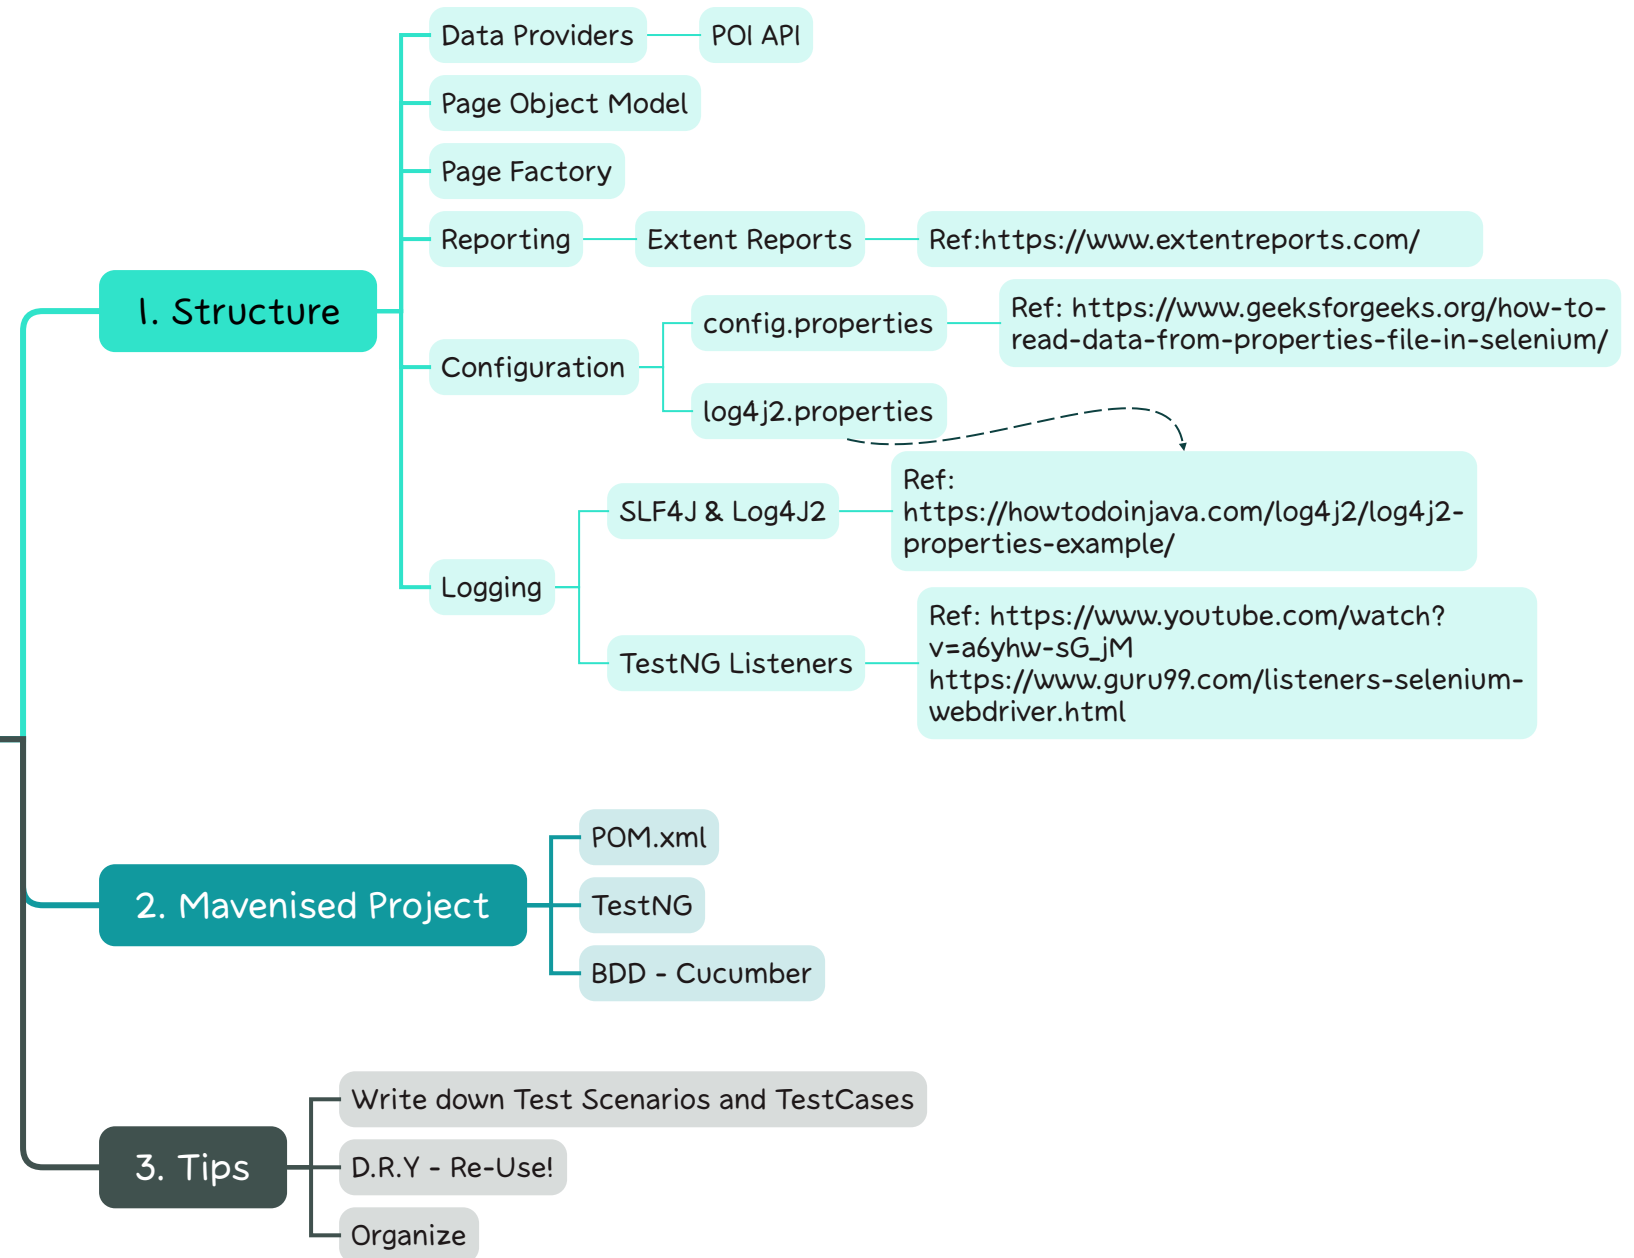 Data Providers
POI API
Page Object Model
Page Factory
Reporting
Extent Reports
Ref:https://www.extentreports.com/
1. Structure
Configuration
config.properties
Ref: https://www.geeksforgeeks.org/how-to-
read-data-from-properties-file-in-selenium/
log4j2.properties
Logging
SLF4J & Log4J2
Ref:
https://howtodoinjava.com/log4j2/log4j2-
properties-example/
TestNG Listeners
Ref: https://www.youtube.com/watch?
v=a6yhw-sG_jM
https://www.guru99.com/listeners-selenium-
webdriver.html
2. Mavenised Project
POM.xml
TestNG
BDD - Cucumber
3. Tips
Write down Test Scenarios and TestCases
D.R.Y - Re-Use!
Organize